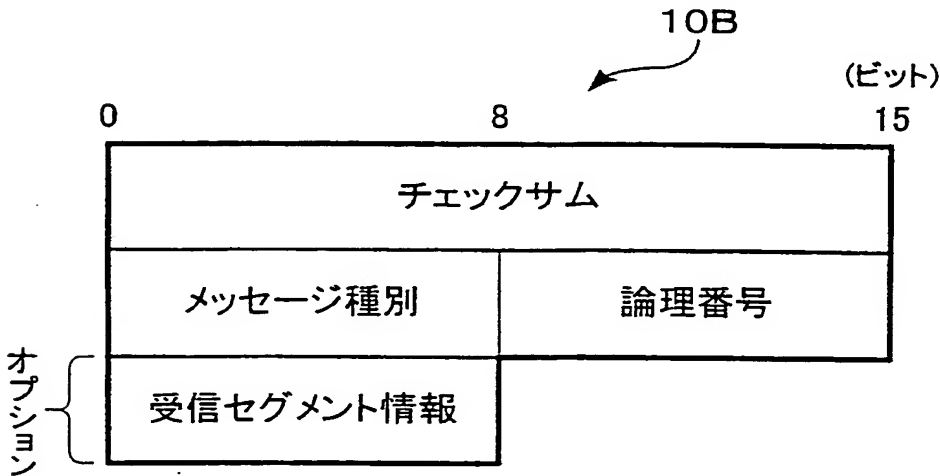 10B
(ビット)
0 8 15
チェックサム
メッセージ種別 論理番号
オプション
受信セグメント情報